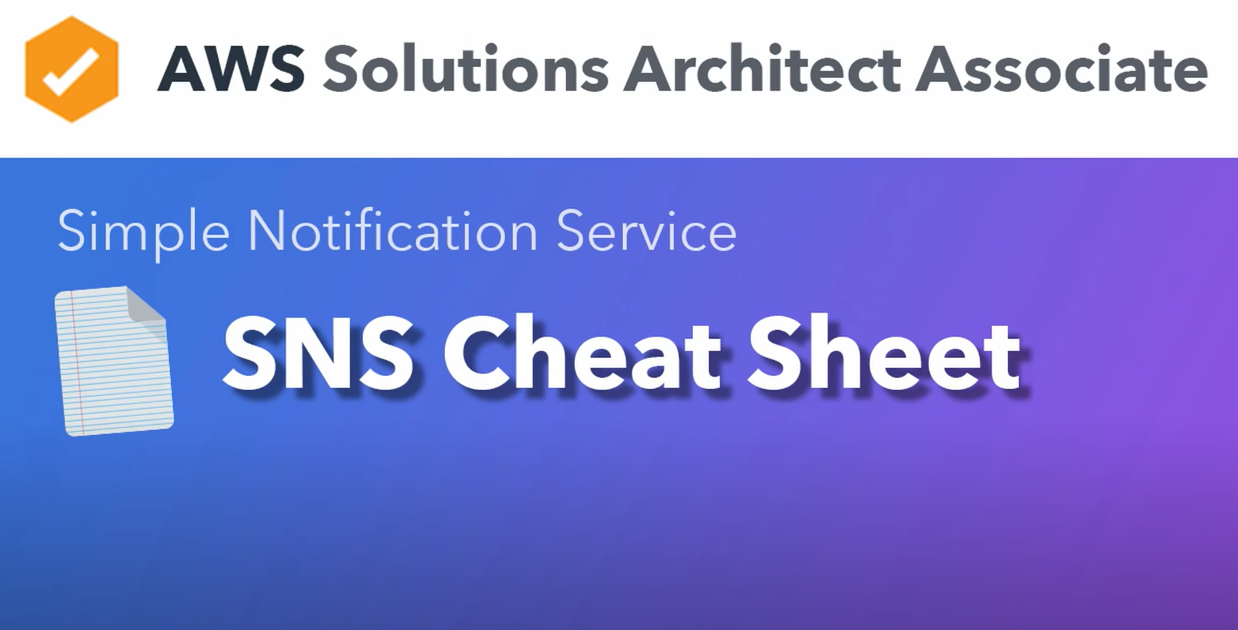 AWS Solutions Architect Associate
Simple Notification Service
SNS Cheat Sheet